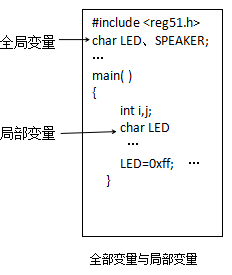 #include <reg51.h>
全局变量
char LED、SPEAKER;
…
main( )
{
int i,j;
局部变量
char LED
…
LED=0xff; …
}
全部变量与局部变量